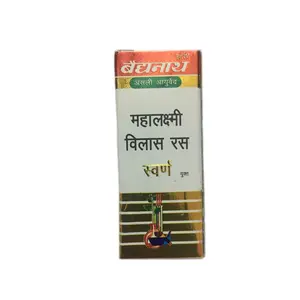 बैद्यनाथ
असली आयुर्वेद
महालक्ष्मी
विलास रस
स्वर्ण युक्त